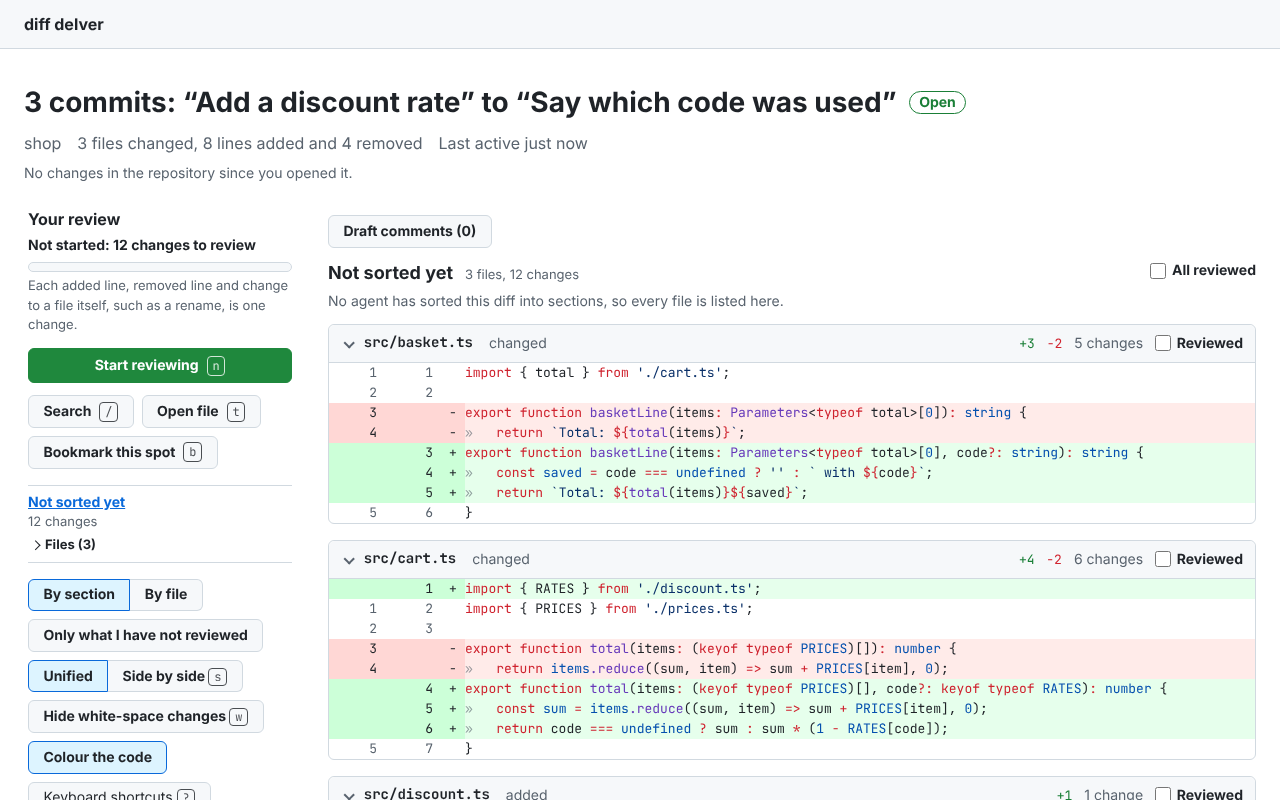 diff delver
3 commits: “Add a discount rate” to “Say which code was used” Open
shop 3 files changed, 8 lines added and 4 removed Last active just now
No changes in the repository since you opened it.
Your review
Not started: 12 changes to review
Each added line, removed line and change
to a file itself, such as a rename, is one
change.
Start reviewing n
Search / Open file t
Bookmark this spot b
Not sorted yet
12 changes
Files (3)
By section By file
Only what I have not reviewed
Unified Side by side s
Hide white-space changes w
Colour the code
Keyboard shortcuts ?
Draft comments (0)
Not sorted yet 3 files, 12 changes All reviewed
No agent has sorted this diff into sections, so every file is listed here.
src/basket.ts changed +3 -2 5 changes Reviewed
1 1 import { total } from './cart.ts';
2 2
3 - export function basketLine(items: Parameters<typeof total>[0]): string {
4 - » return `Total: ${total(items)}`;
3 + export function basketLine(items: Parameters<typeof total>[0], code?: string): string {
4 + » const saved = code === undefined ? '' : ` with ${code}`;
5 + » return `Total: ${total(items)}${saved}`;
5 6 }
src/cart.ts changed +4 -2 6 changes Reviewed
1 + import { RATES } from './discount.ts';
1 2 import { PRICES } from './prices.ts';
2 3
3 - export function total(items: (keyof typeof PRICES)[]): number {
4 - » return items.reduce((sum, item) => sum + PRICES[item], 0);
4 + export function total(items: (keyof typeof PRICES)[], code?: keyof typeof RATES): number {
5 + » const sum = items.reduce((sum, item) => sum + PRICES[item], 0);
6 + » return code === undefined ? sum : sum * (1 - RATES[code]);
5 7 }
src/discount.ts added +1 1 change Reviewed